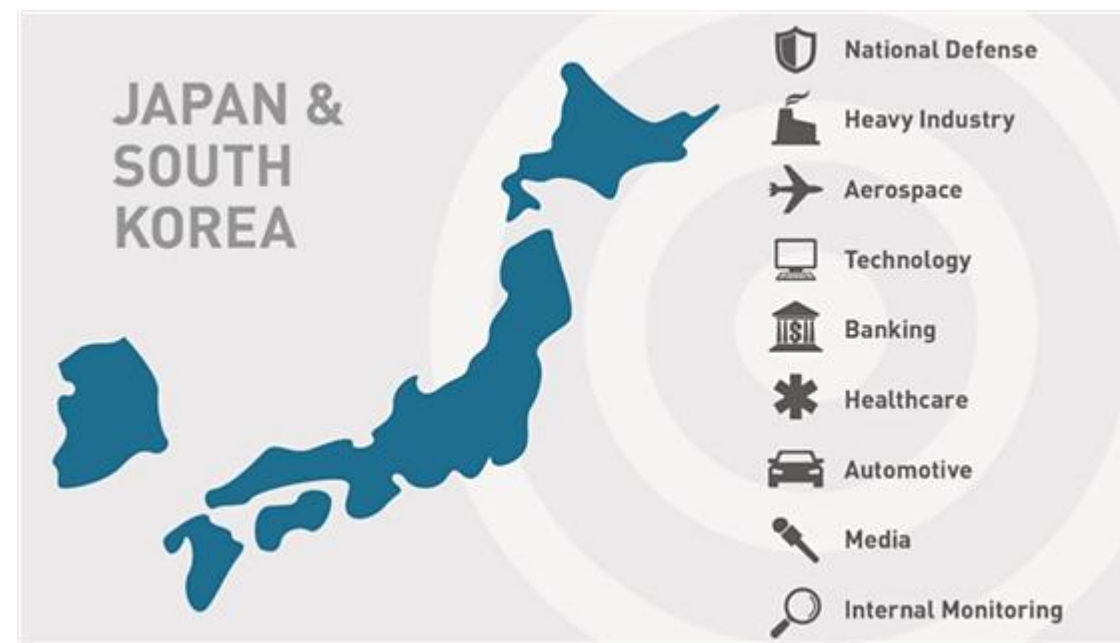 JAPAN &
SOUTH
KOREA
National Defense
Heavy Industry
Aerospace
Technology
Banking
Healthcare
Automotive
Media
Internal Monitoring